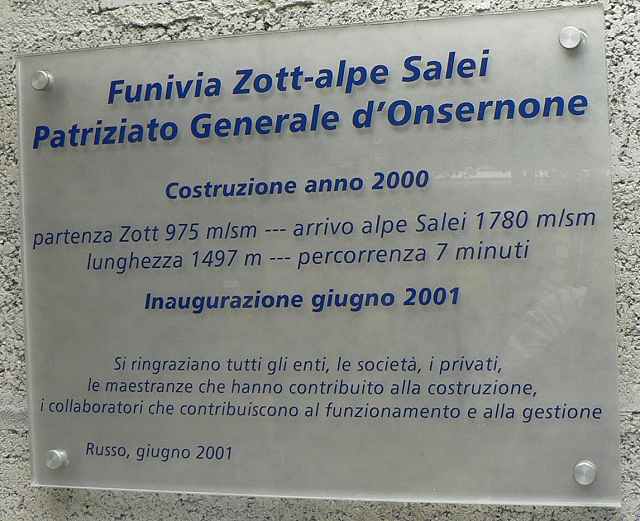 Funivia Zott-alpe Salei
Patriziato Generale d'Onsernone
Costruzione anno 2000
partenza Zott 975 m/sm --- arrivo alpe Salei 1780 m/sm
lunghezza 1497 m --- percorrenza 7 minuti
Inaugurazione giugno 2001
Si ringraziano tutti gli enti, le società, i privati,
le maestranze che hanno contribuito alla costruzione,
i collaboratori che contribuiscono al funzionamento e alla gestione
Russo, giugno 2001